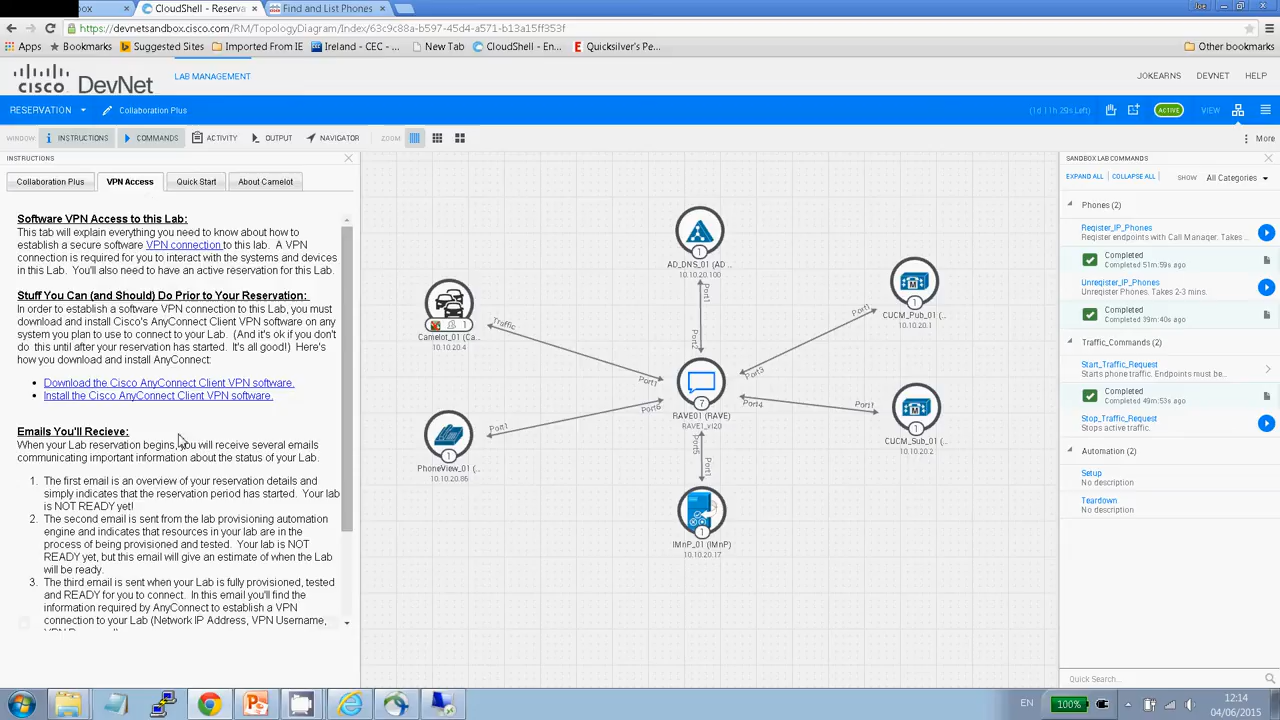 CloudShell - Reserva
Find and List Phones
https://devnetsandbox.cisco.com/RM/TopologyDiagram/Index/63c9c88a-b597-45d4-a571-b13a15ff353f
Apps
Bookmarks
Suggested Sites
Imported From IE
Ireland - CEC - ...
New Tab
CloudShell - En...
Quicksilver's Pe...
Other bookmarks
cisco DevNet
LAB MANAGEMENT
JOKEARNS
DEVNET
HELP
RESERVATION
Collaboration Plus
(1d 11h 29s Left)
ACTIVE
VIEW
WINDOW
INSTRUCTIONS
COMMANDS
ACTIVITY
OUTPUT
NAVIGATOR
ZOOM
More
INSTRUCTIONS
Collaboration Plus
VPN Access
Quick Start
About Camelot
Software VPN Access to this Lab:
This tab will explain everything you need to know about how to
establish a secure software VPN connection to this lab. A VPN
connection is required for you to interact with the systems and devices
in this Lab. You'll also need to have an active reservation for this Lab.
Stuff You Can (and Should) Do Prior to Your Reservation:
In order to establish a software VPN connection to this Lab, you must
download and install Cisco's AnyConnect Client VPN software on any
system you plan to use to connect to your Lab. (And it's ok if you don't
do this until after your reservation has started. It's all good!) Here's
how you download and install AnyConnect:
• Download the Cisco AnyConnect Client VPN software.
• Install the Cisco AnyConnect Client VPN software.
Emails You'll Recieve:
When your Lab reservation begins, you will receive several emails
communicating important information about the status of your Lab.
1. The first email is an overview of your reservation details and
simply indicates that the reservation period has started. Your lab
is NOT READY yet!
2. The second email is sent from the lab provisioning automation
engine and indicates that resources in your lab are in the
process of being provisioned and tested. Your lab is NOT
READY yet, but this email will give an estimate of when the Lab
will be ready.
3. The third email is sent when your Lab is fully provisioned, tested
and READY for you to connect. In this email you'll find the
information required by AnyConnect to establish a VPN
connection to your Lab (Network IP Address, VPN Username,
1
AD_DNS_01 (AD ..
10.10.20.100
Port1
Port2
1
Camelot_01 (Ca...
10.10.20.4
Traffic
Port1
1
CUCM_Pub_01 (...
10.10.20.1
Port1
Port3
7
RAVE01 (RAVE)
RAVE1_v120
Port6
Port1
1
PhoneView_01 (...
10.10.20.85
Port4
Port1
1
CUCM_Sub_01 (...
10.10.20.2
Port5
Port1
1
IMnP_01 (IMnP)
10.10.20.17
SANDBOX LAB COMMANDS
EXPAND ALL
COLLAPSE ALL
SHOW
All Categories
Phones (2)
Register_IP_Phones
Register endpoints with Call Manager. Takes ...
Completed
Completed 51m:59s ago
Unregister_IP_Phones
Unregister Phones. Takes 2-3 mins.
Completed
Completed 39m:40s ago
Traffic_Commands (2)
Start_Traffic_Request
Starts phone traffic. Endpoints must be...
Completed
Completed 49m:53s ago
Stop_Traffic_Request
Stops active traffic.
Automation (2)
Setup
No description
Teardown
No description
Quick Search...
EN
100%
12:14
04/06/2015